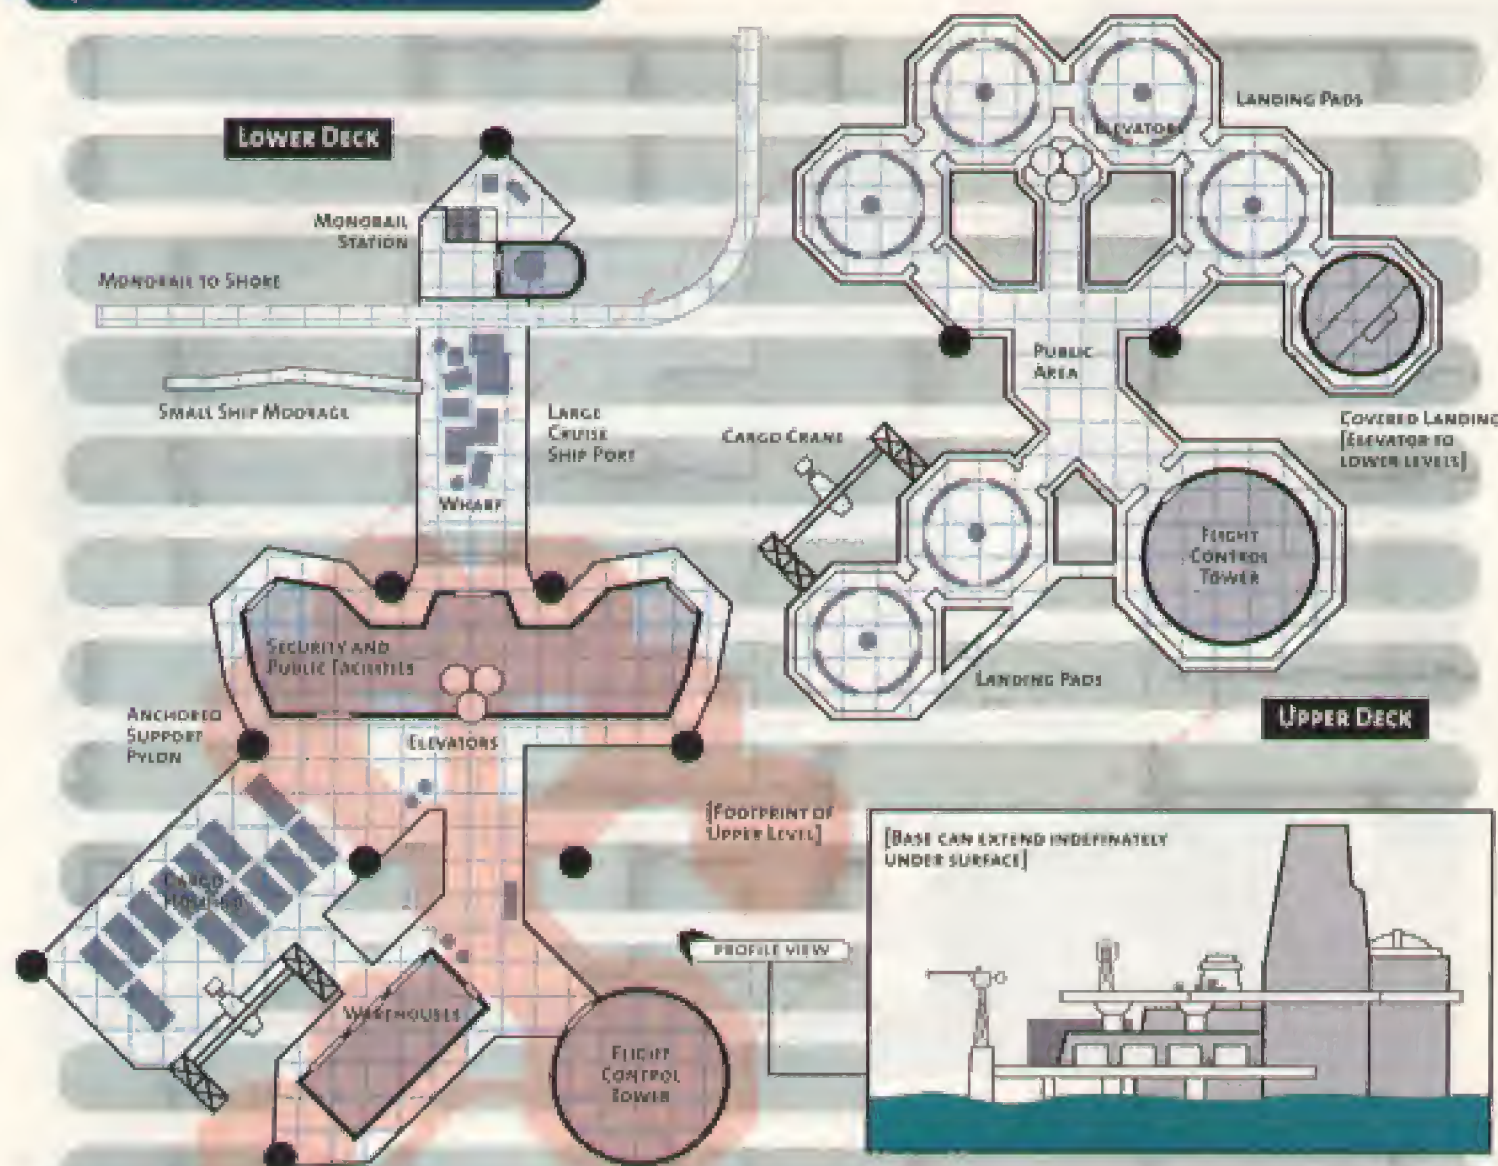 LOWER DECK
MONORAIL
STATION
MONORAIL TO SHORE
SMALL SHIP MOORAGE
LARGE
CRUISE
SHIP PORT
WHARF
SECURITY AND
PUBLIC FACILITIES
ANCHORED
SUPPORT
PYLON
ELEVATORS
[FOOTPRINT OF
UPPER LEVEL]
CARGO
HOLDING
WAREHOUSES
FLIGHT
CONTROL
TOWER
LANDING PADS
ELEVATORS
PUBLIC
AREA
COVERED LANDING
[ELEVATOR TO
LOWER LEVELS]
CARGO CRANE
FLIGHT
CONTROL
TOWER
LANDING PADS
UPPER DECK
PROFILE VIEW
[BASE CAN EXTEND INDEFINATELY
UNDER SURFACE]